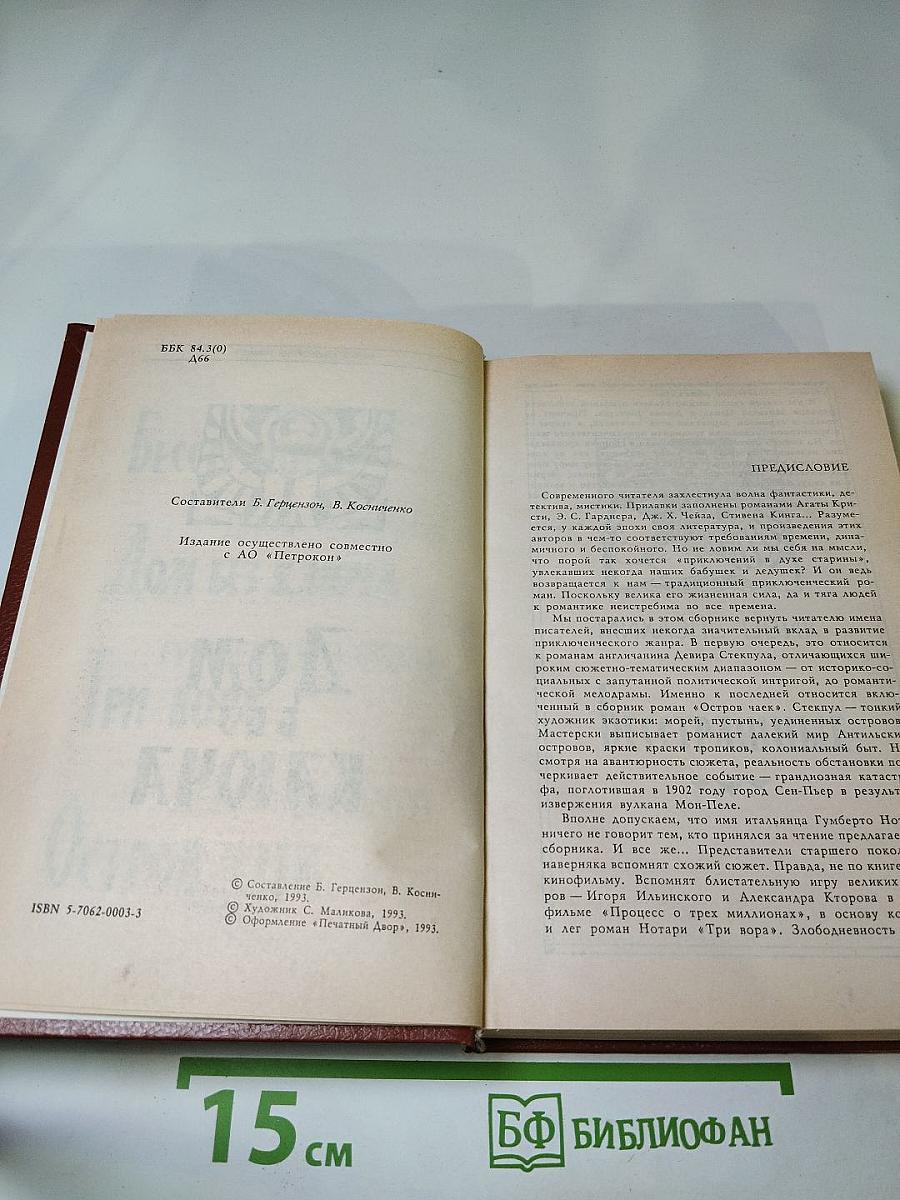 ББК 84.3(0)
Д66
Составители Б. Герцензон, В. Косниченко
Издание осуществлено совместно
с АО «Петрокон»
© Составление Б. Герцензон, В. Косни-
ченко, 1993.
© Художник С. Маликова, 1993.
© Оформление «Печатный Двор», 1993.
ISBN 5-7062-0003-3
ПРЕДИСЛОВИЕ
Современного читателя захлестнула волна фантастики, де-
тектива, мистики. Прилавки заполнены романами Агаты Кри-
сти, Э. С. Гарднера, Дж. Х. Чейза, Стивена Кинга... Разуме-
ется, у каждой эпохи своя литература, и произведения этих
авторов в чем-то соответствуют требованиям времени, дина-
мичного и беспокойного. Но не ловим ли мы себя на мысли,
что порой так хочется «приключений в духе старины»,
увлекавших некогда наших бабушек и дедушек? И он ведь
возвращается к нам — традиционный приключенческий ро-
ман. Поскольку велика его жизненная сила, да и тяга людей
к романтике неистребима во все времена.
Мы постарались в этом сборнике вернуть читателю имена
писателей, внесших некогда значительный вклад в развитие
приключенческого жанра. В первую очередь, это относится
к романам англичанина Девира Стекпула, отличающихся ши-
роким сюжетно-тематическим диапазоном — от историко-со-
циальных с запутанной политической интригой, до романти-
ческой мелодрамы. Именно к последней относится вклю-
ченный в сборник роман «Остров чаек». Стекпул — тонкий
художник экзотики: морей, пустынь, уединенных островов
Мастерски выписывает романист далекий мир Антильски
островов, яркие краски тропиков, колониальный быт. Н
смотря на авантюрность сюжета, реальность обстановки по
черкивает действительное событие — грандиозная катаст
фа, поглотившая в 1902 году город Сен-Пьер в результ
извержения вулкана Мон-Пеле.
Вполне допускаем, что имя итальянца Гумберто Нот
ничего не говорит тем, кто принялся за чтение предлагае
сборника. И все же... Представители старшего покол
наверняка вспомнят схожий сюжет. Правда, не по книге
кинофильму. Вспомнят блистательную игру великих
ров — Игоря Ильинского и Александра Кторова в
фильме «Процесс о трех миллионах», в основу ко
и лег роман Нотари «Три вора». Злободневность
15 см
БФ БИБЛИОФАН